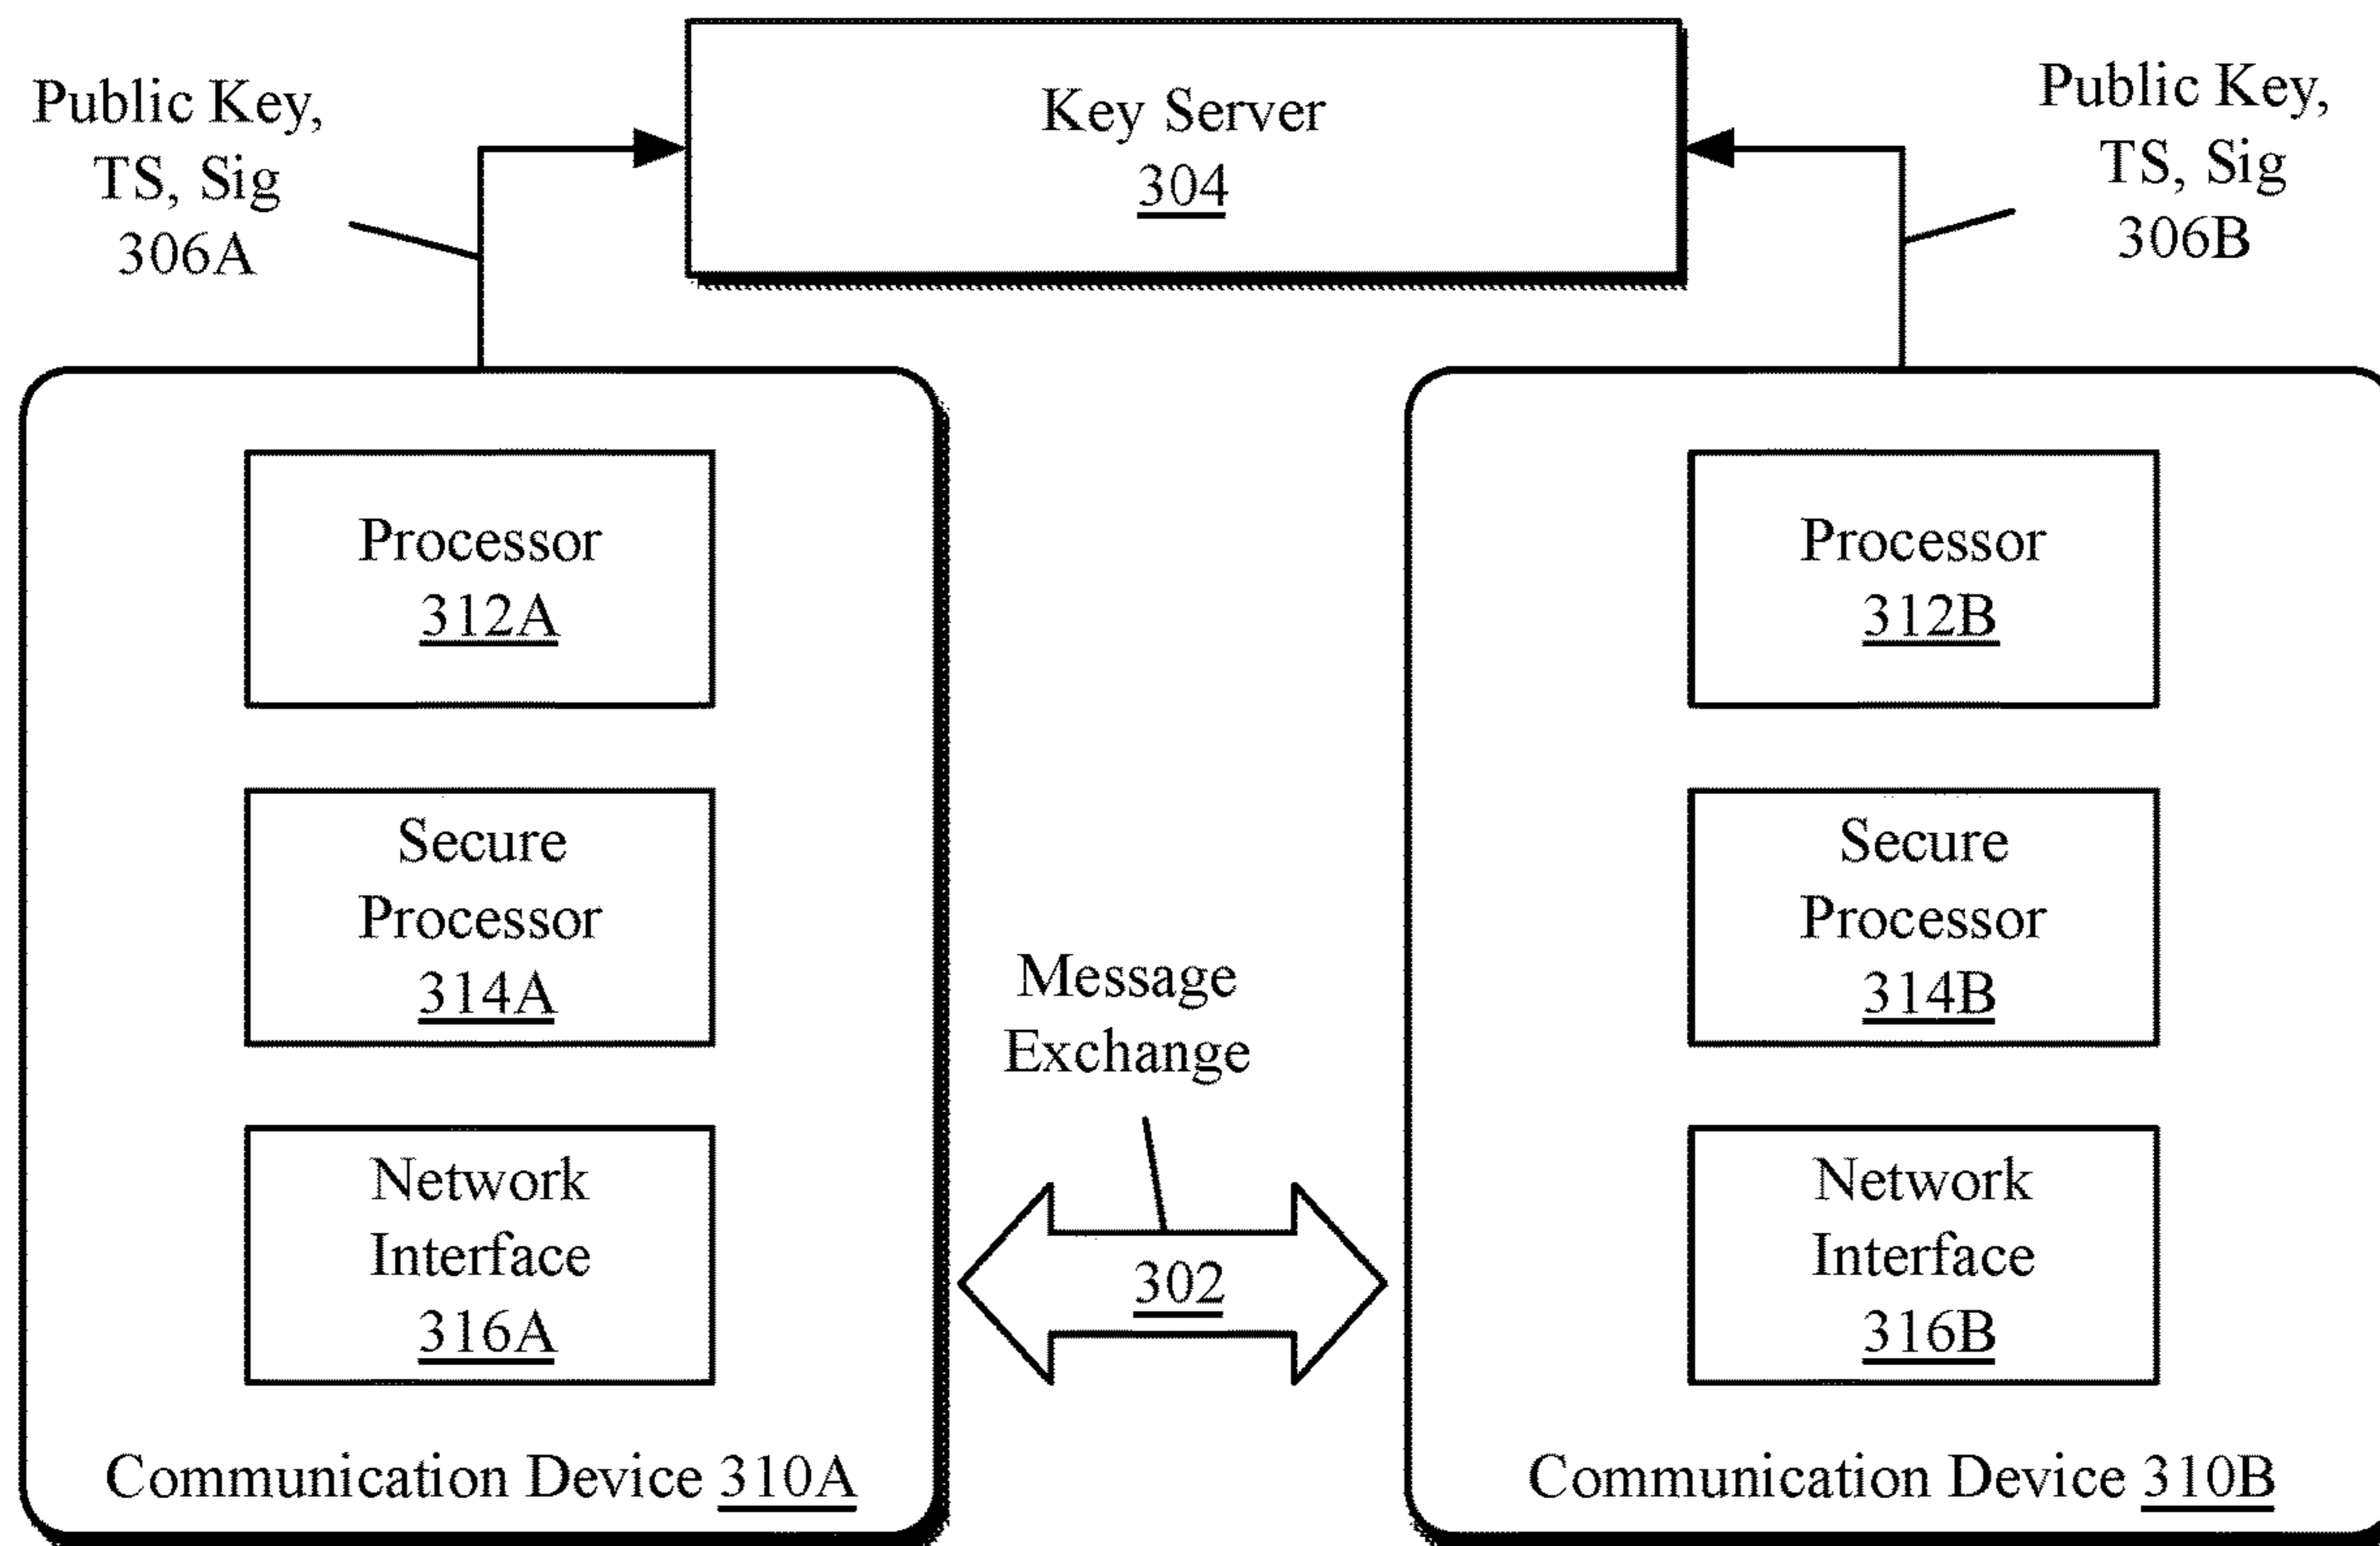 Public Key,
TS, Sig
306A
Key Server
304
Public Key,
TS, Sig
306B
Processor
312A
Secure
Processor
314A
Network
Interface
316A
Communication Device 310A
Message
Exchange
302
Processor
312B
Secure
Processor
314B
Network
Interface
316B
Communication Device 310B